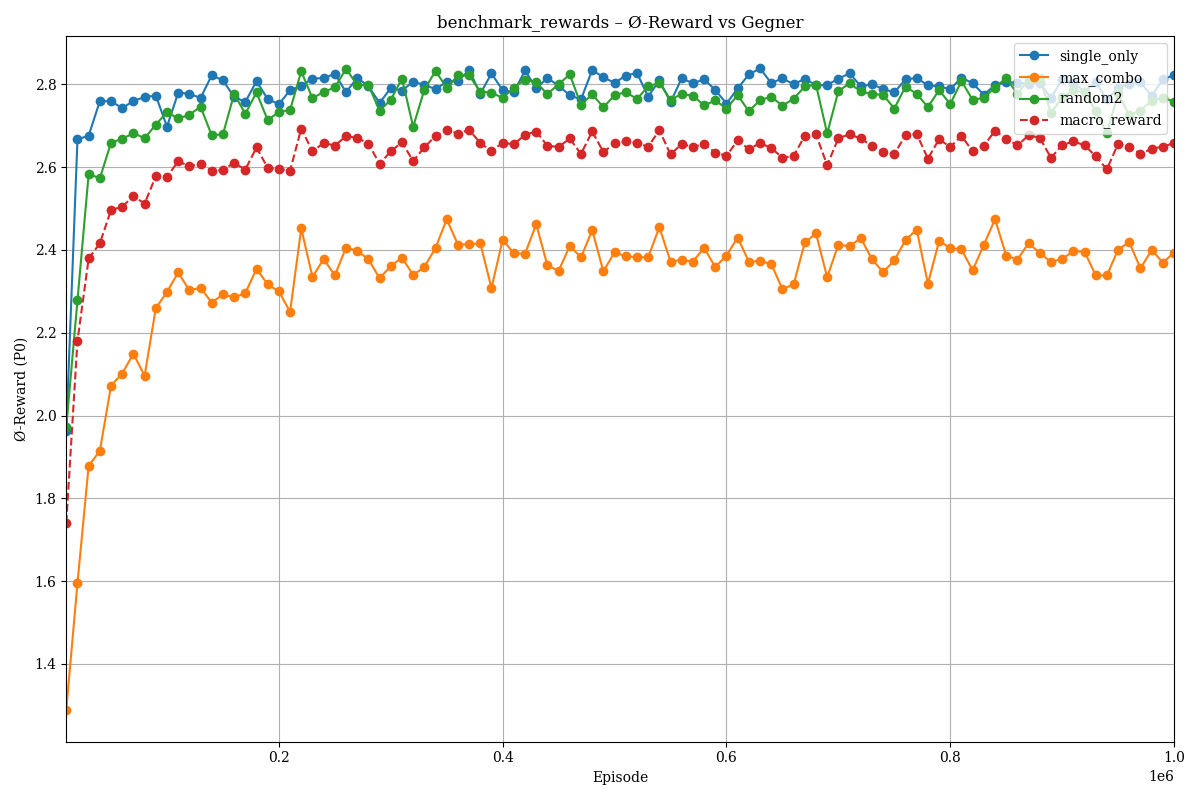 benchmark_rewards – Ø-Reward vs Gegner
single_only
max_combo
random2
macro_reward
Ø-Reward (P0)
2.8
2.6
2.4
2.2
2.0
1.8
1.6
1.4
0.2
0.4
0.6
0.8
1.0
1e6
Episode